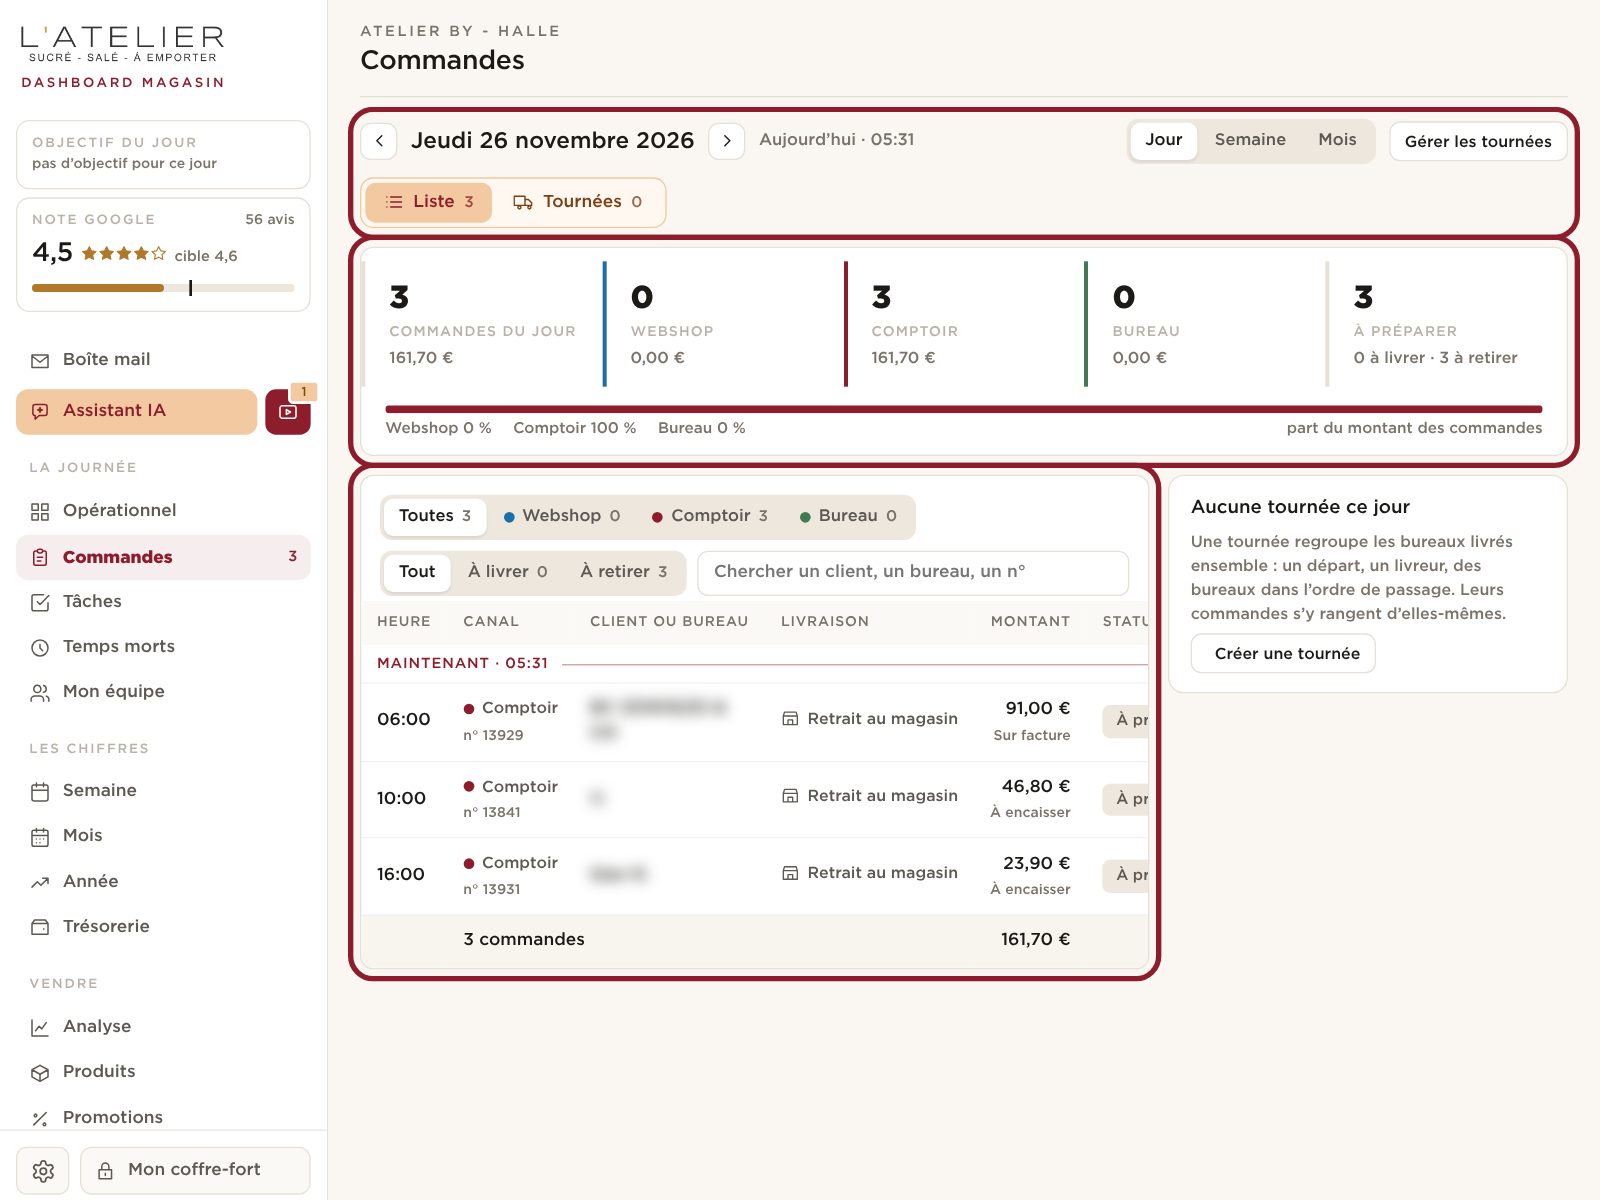 L'ATELIER
SUCRÉ - SALÉ - À EMPORTER
DASHBOARD MAGASIN
OBJECTIF DU JOUR
pas d’objectif pour ce jour
NOTE GOOGLE 56 avis
4,5 cible 4,6
Boîte mail
Assistant IA 1
LA JOURNÉE
Opérationnel
Commandes 3
Tâches
Temps morts
Mon équipe
LES CHIFFRES
Semaine
Mois
Année
Trésorerie
VENDRE
Analyse
Produits
Promotions
Mon coffre-fort
ATELIER BY - HALLE
Commandes
Jeudi 26 novembre 2026 Aujourd’hui · 05:31 Jour Semaine Mois Gérer les tournées
Liste 3 Tournées 0
3 0 3 0 3
COMMANDES DU JOUR WEBSHOP COMPTOIR BUREAU À PRÉPARER
161,70 € 0,00 € 161,70 € 0,00 € 0 à livrer · 3 à retirer
Webshop 0 % Comptoir 100 % Bureau 0 % part du montant des commandes
Toutes 3 Webshop 0 Comptoir 3 Bureau 0
Tout À livrer 0 À retirer 3 Chercher un client, un bureau, un n°
HEURE CANAL CLIENT OU BUREAU LIVRAISON MONTANT STATU
MAINTENANT · 05:31
06:00 Comptoir Retrait au magasin 91,00 € À pr
n° 13929 Sur facture
10:00 Comptoir Retrait au magasin 46,80 € À pr
n° 13841 À encaisser
16:00 Comptoir Retrait au magasin 23,90 € À pr
n° 13931 À encaisser
3 commandes 161,70 €
Aucune tournée ce jour
Une tournée regroupe les bureaux livrés
ensemble : un départ, un livreur, des
bureaux dans l’ordre de passage. Leurs
commandes s’y rangent d’elles-mêmes.
Créer une tournée